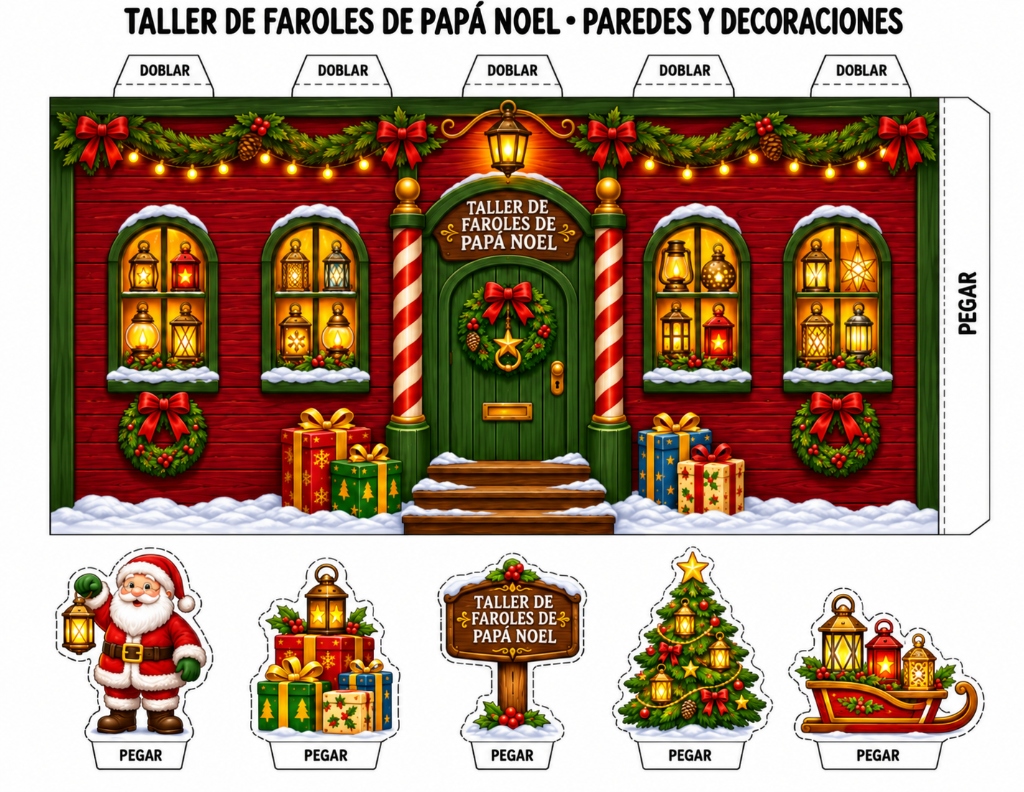 TALLER DE FAROLES DE PAPÁ NOEL • PAREDES Y DECORACIONES
DOBLAR
DOBLAR
DOBLAR
DOBLAR
DOBLAR
TALLER DE
FAROLES DE
PAPÁ NOEL
PEGAR
TALLER DE
FAROLES DE
PAPÁ NOEL
PEGAR
PEGAR
PEGAR
PEGAR
PEGAR